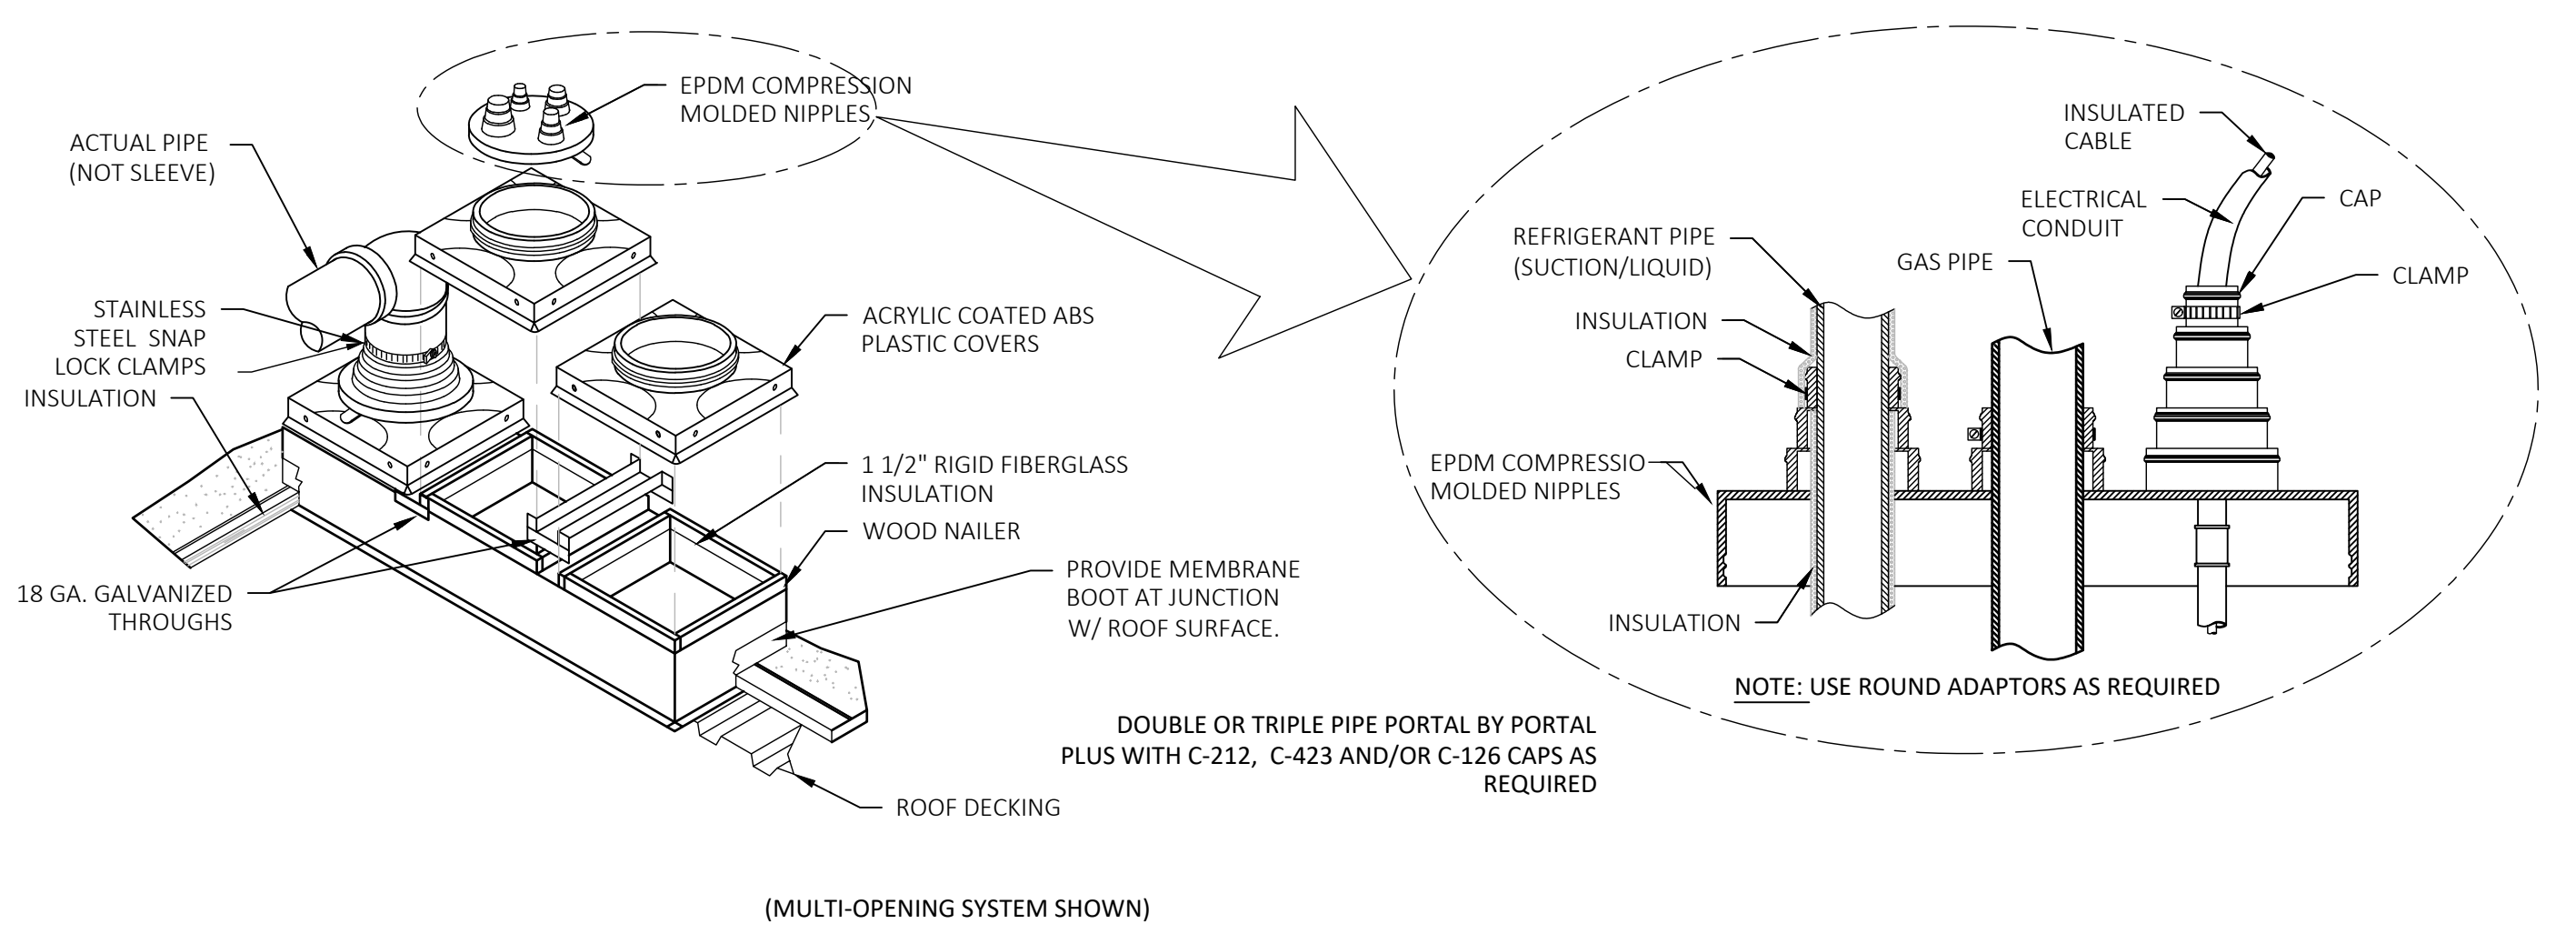 EPDM COMPRESSION
MOLDED NIPPLES
ACTUAL PIPE
(NOT SLEEVE)
STAINLESS
STEEL SNAP
LOCK CLAMPS
INSULATION
ACRYLIC COATED ABS
PLASTIC COVERS
1 1/2" RIGID FIBERGLASS
INSULATION
WOOD NAILER
PROVIDE MEMBRANE
BOOT AT JUNCTION
W/ ROOF SURFACE.
18 GA. GALVANIZED
THROUGHS
ROOF DECKING
DOUBLE OR TRIPLE PIPE PORTAL BY PORTAL
PLUS WITH C-212, C-423 AND/OR C-126 CAPS AS
REQUIRED
(MULTI-OPENING SYSTEM SHOWN)
INSULATED
CABLE
ELECTRICAL
CONDUIT
CAP
CLAMP
REFRIGERANT PIPE
(SUCTION/LIQUID)
GAS PIPE
INSULATION
CLAMP
EPDM COMPRESSIO
MOLDED NIPPLES
INSULATION
NOTE: USE ROUND ADAPTORS AS REQUIRED